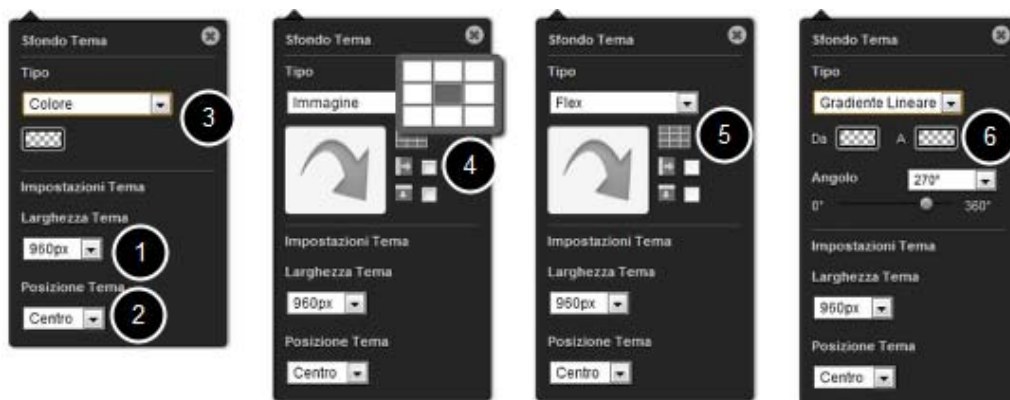 Sfondo Tema
Tipo
Colore
3
Impostazioni Tema
Larghezza Tema
960px
1
Posizione Tema
Centro
2
Sfondo Tema
Tipo
Immagine
4
Impostazioni Tema
Larghezza Tema
960px
Posizione Tema
Centro
Sfondo Tema
Tipo
Flex
5
Impostazioni Tema
Larghezza Tema
960px
Posizione Tema
Centro
Sfondo Tema
Tipo
Gradiente Lineare
Da A
6
Angolo 270°
0° 360°
Impostazioni Tema
Larghezza Tema
960px
Posizione Tema
Centro